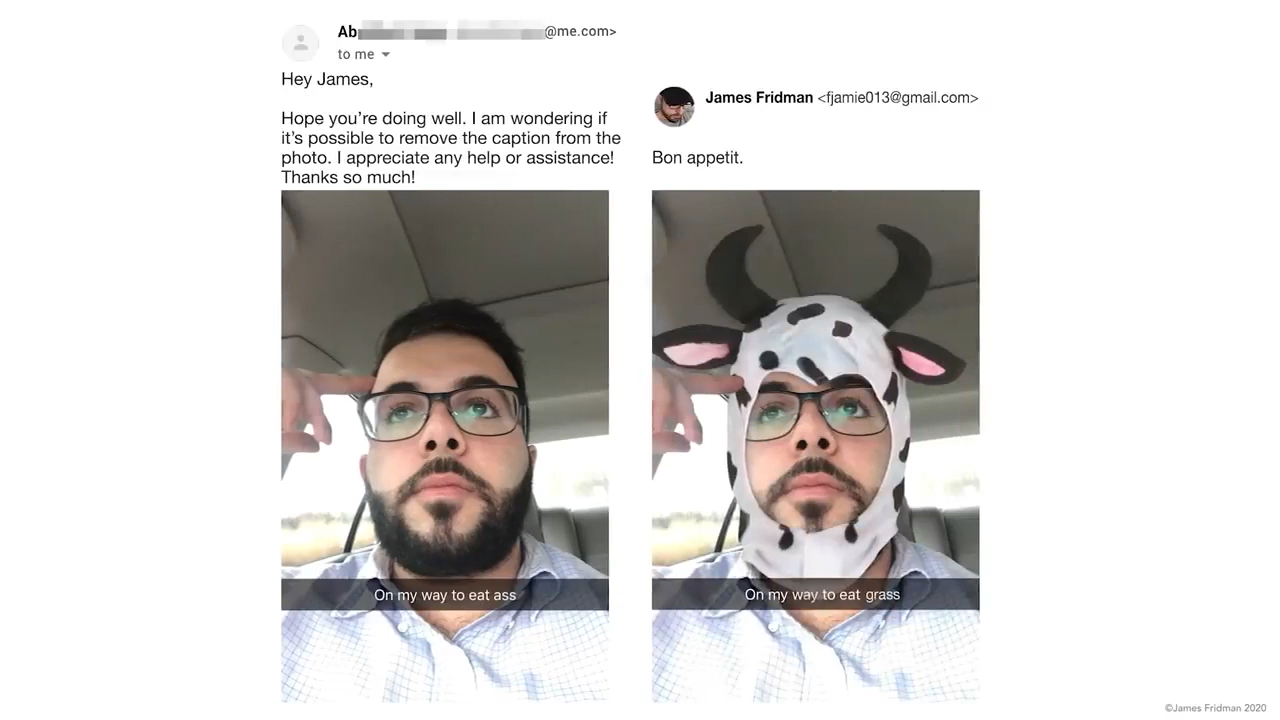 Ab @me.com>
to me
Hey James,
Hope you’re doing well. I am wondering if
it’s possible to remove the caption from the
photo. I appreciate any help or assistance!
Thanks so much!
On my way to eat ass
James Fridman <fjamie013@gmail.com>
Bon appetit.
On my way to eat grass
©James Fridman 2020